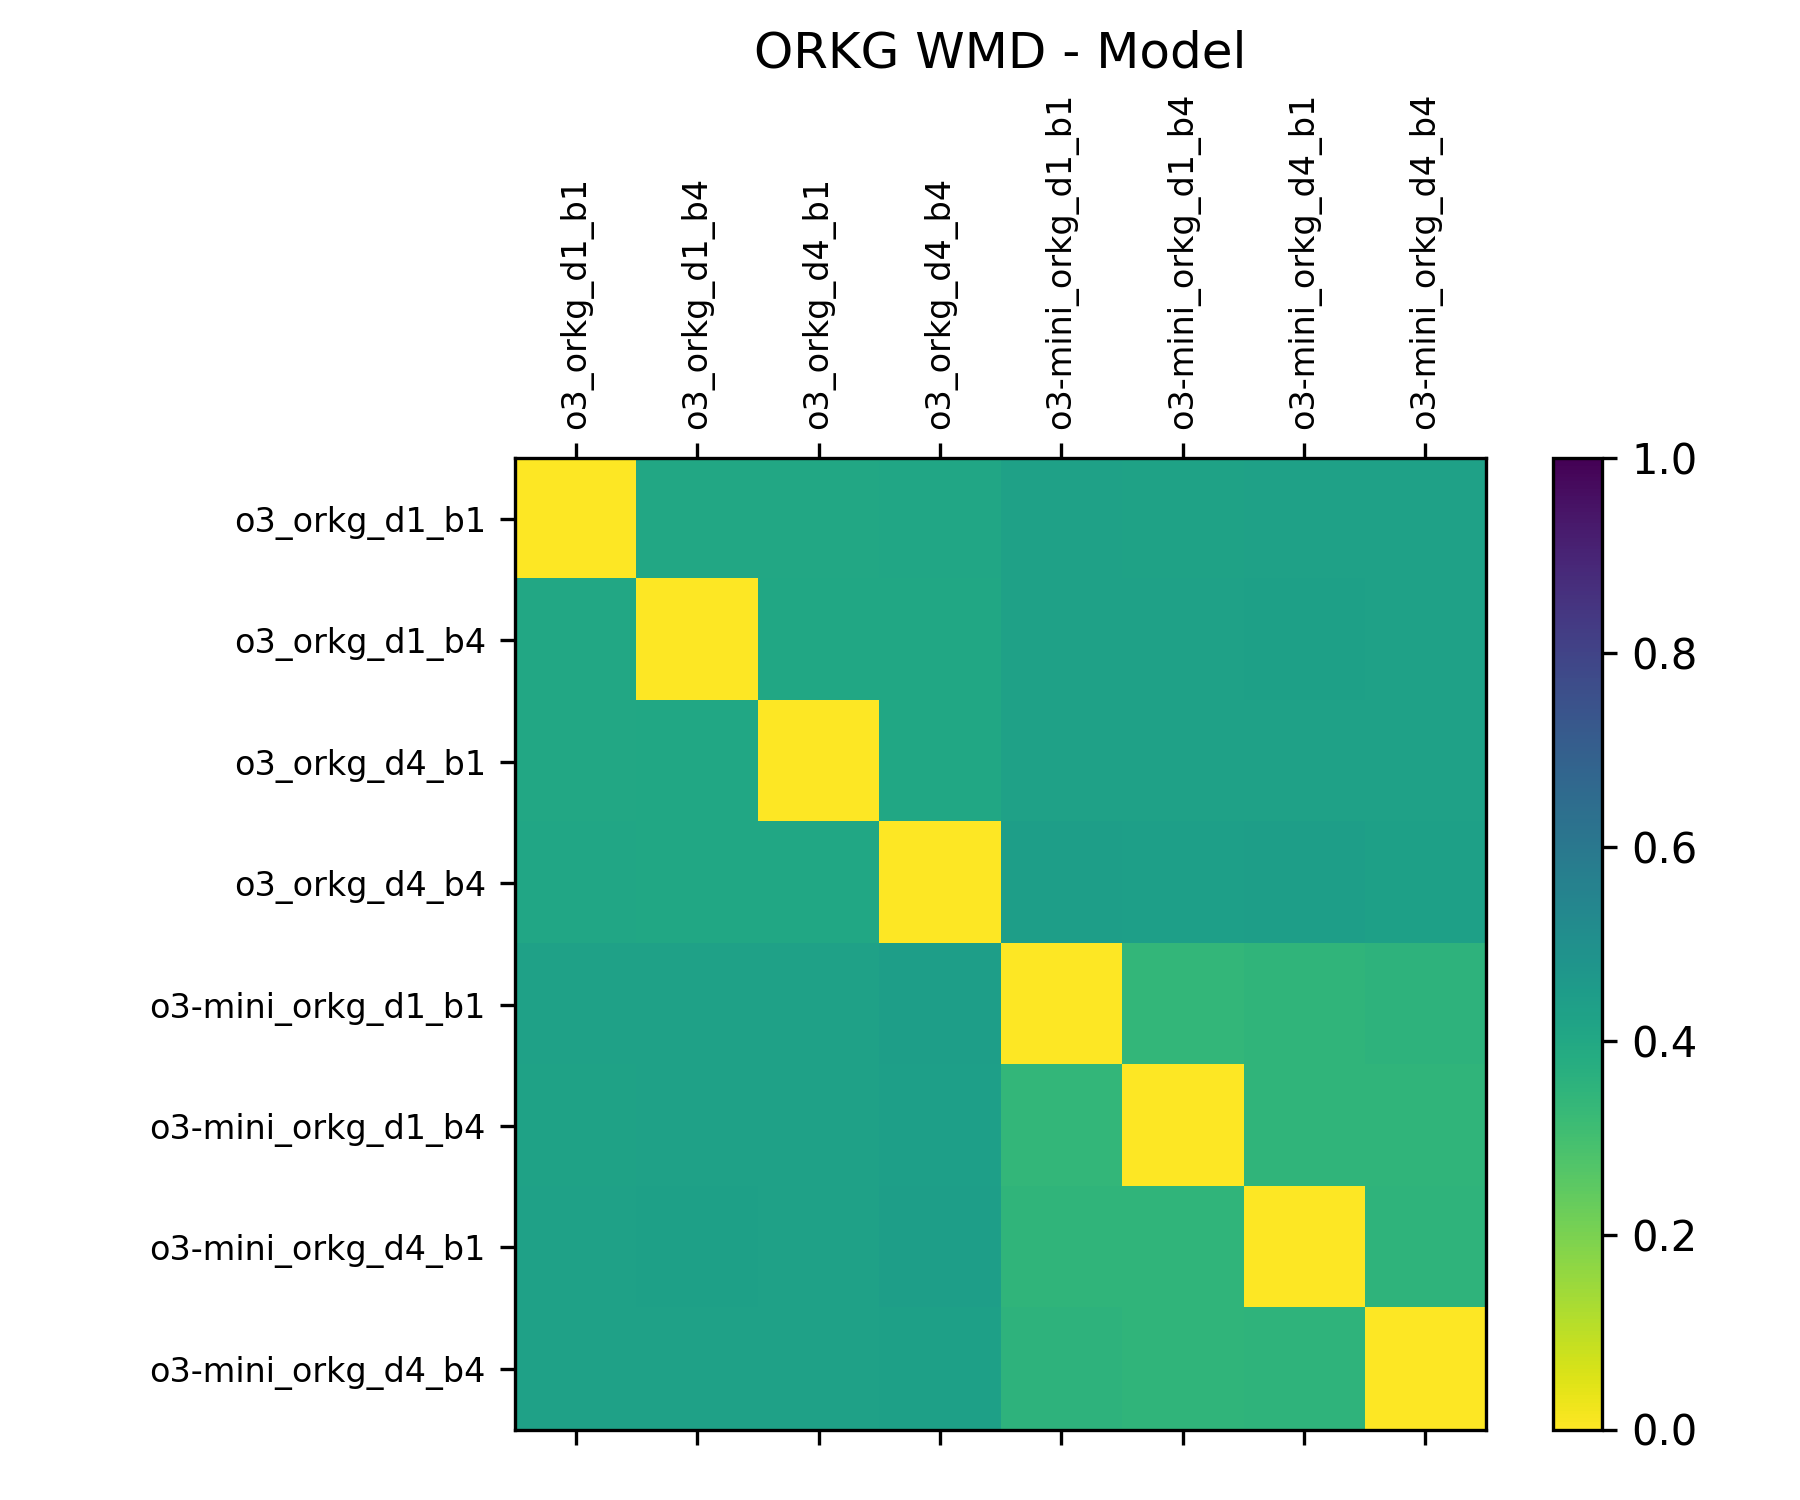 ORKG WMD - Model
o3_orkg_d1_b1
o3_orkg_d1_b4
o3_orkg_d4_b1
o3_orkg_d4_b4
o3-mini_orkg_d1_b1
o3-mini_orkg_d1_b4
o3-mini_orkg_d4_b1
o3-mini_orkg_d4_b4
o3_orkg_d1_b1
o3_orkg_d1_b4
o3_orkg_d4_b1
o3_orkg_d4_b4
o3-mini_orkg_d1_b1
o3-mini_orkg_d1_b4
o3-mini_orkg_d4_b1
o3-mini_orkg_d4_b4
1.0
0.8
0.6
0.4
0.2
0.0